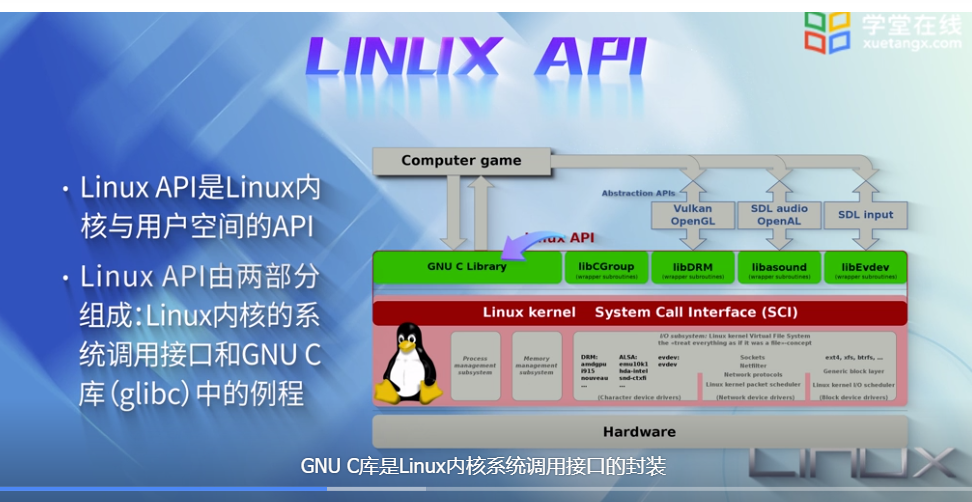 学堂在线
xuetangx.com
LINUX API
· Linux API是Linux内
核与用户空间的API
· Linux API由两部分
组成:Linux内核的系
统调用接口和GNU C
库(glibc)中的例程
Computer game
Abstraction APIs
Vulkan
OpenGL
SDL audio
OpenAL
SDL input
Linux API
GNU C Library
libCGroup
(wrapper subroutines)
libDRM
(wrapper subroutines)
libasound
(wrapper subroutines)
libEvdev
(wrapper subroutines)
Linux kernel System Call Interface (SCI)
Process
management
subsystem
Memory
management
subsystem
I/O subsystem: Linux kernel Virtual File System
the «treat everything as if it was a file»-concept
DRM:
amdgpu
i915
nouveau
...
ALSA:
emu10k1
hda-intel
snd-ctxfi
...
evdev:
evdev
(Character device drivers)
Sockets
Netfilter
Network protocols
Linux kernel packet scheduler
(Network device drivers)
ext4, xfs, btrfs, ...
Generic block layer
Linux kernel I/O scheduler
(Block device drivers)
Hardware
GNU C库是Linux内核系统调用接口的封装
LINUX